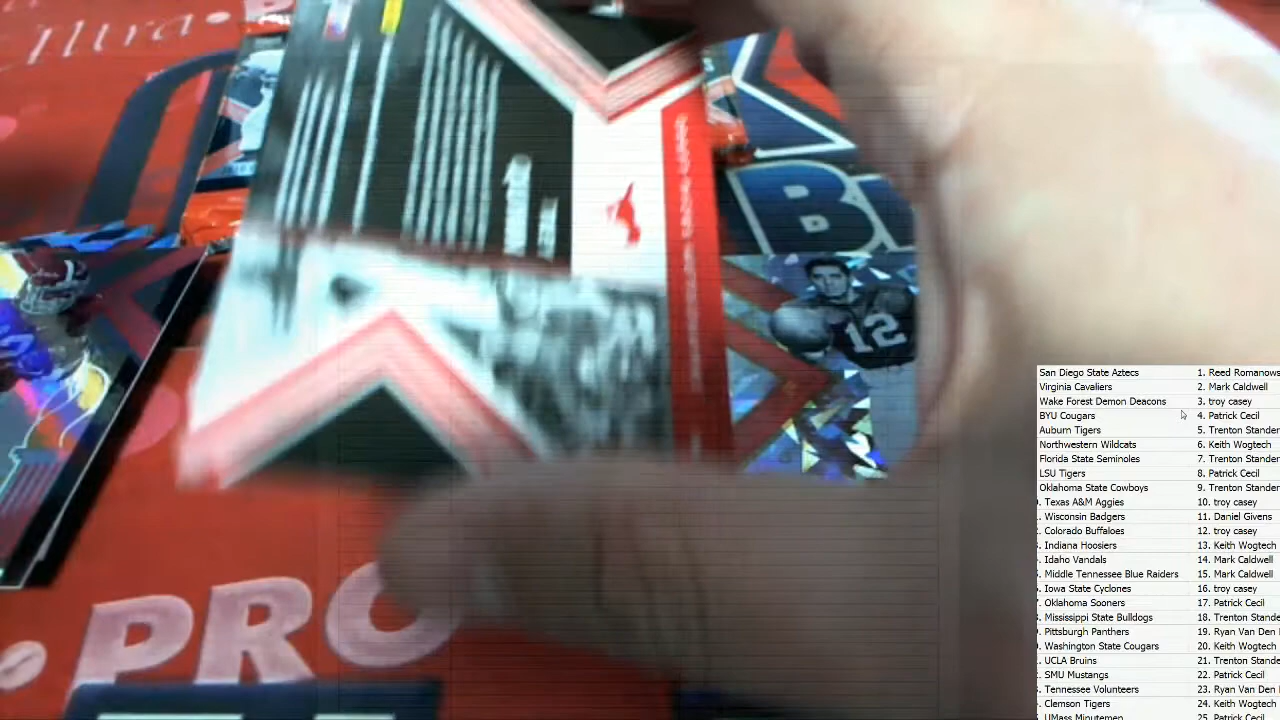 Ultra
PRO
B
12
San Diego State Aztecs 1. Reed Romanows
Virginia Cavaliers 2. Mark Caldwell
Wake Forest Demon Deacons 3. troy casey
BYU Cougars 4. Patrick Cecil
Auburn Tigers 5. Trenton Stander
Northwestern Wildcats 6. Keith Wogtech
Florida State Seminoles 7. Trenton Stander
LSU Tigers 8. Patrick Cecil
Oklahoma State Cowboys 9. Trenton Stander
Texas A&M Aggies 10. troy casey
Wisconsin Badgers 11. Daniel Givens
Colorado Buffaloes 12. troy casey
Indiana Hoosiers 13. Keith Wogtech
Idaho Vandals 14. Mark Caldwell
Middle Tennessee Blue Raiders 15. Mark Caldwell
Iowa State Cyclones 16. troy casey
Oklahoma Sooners 17. Patrick Cecil
Mississippi State Bulldogs 18. Trenton Stande
Pittsburgh Panthers 19. Ryan Van Den
Washington State Cougars 20. Keith Wogtech
UCLA Bruins 21. Trenton Stande
SMU Mustangs 22. Patrick Cecil
Tennessee Volunteers 23. Ryan Van Den
Clemson Tigers 24. Keith Wogtech
UMass Minutemen 25. Patrick Cecil